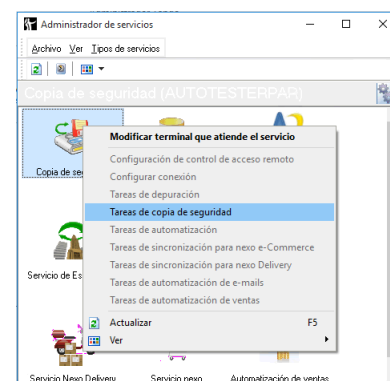 Administrador de servicios
Archivo Ver Tipos de servicios
Copia de seguridad (AUTOTESTERPAR)
Modificar terminal que atiende el servicio
Configuración de control de acceso remoto
Copia de se
Configurar conexión
Tareas de depuración
Tareas de copia de seguridad
Tareas de automatización
Tareas de sincronización para nexo e-Commerce
Servicio de Es
Tareas de sincronización para nexo Delivery
Tareas de automatización de e-mails
Tareas de automatización de ventas
Actualizar F5
Ver
Servicio Nexo Delivery Servicio nexo Automatización de ventas